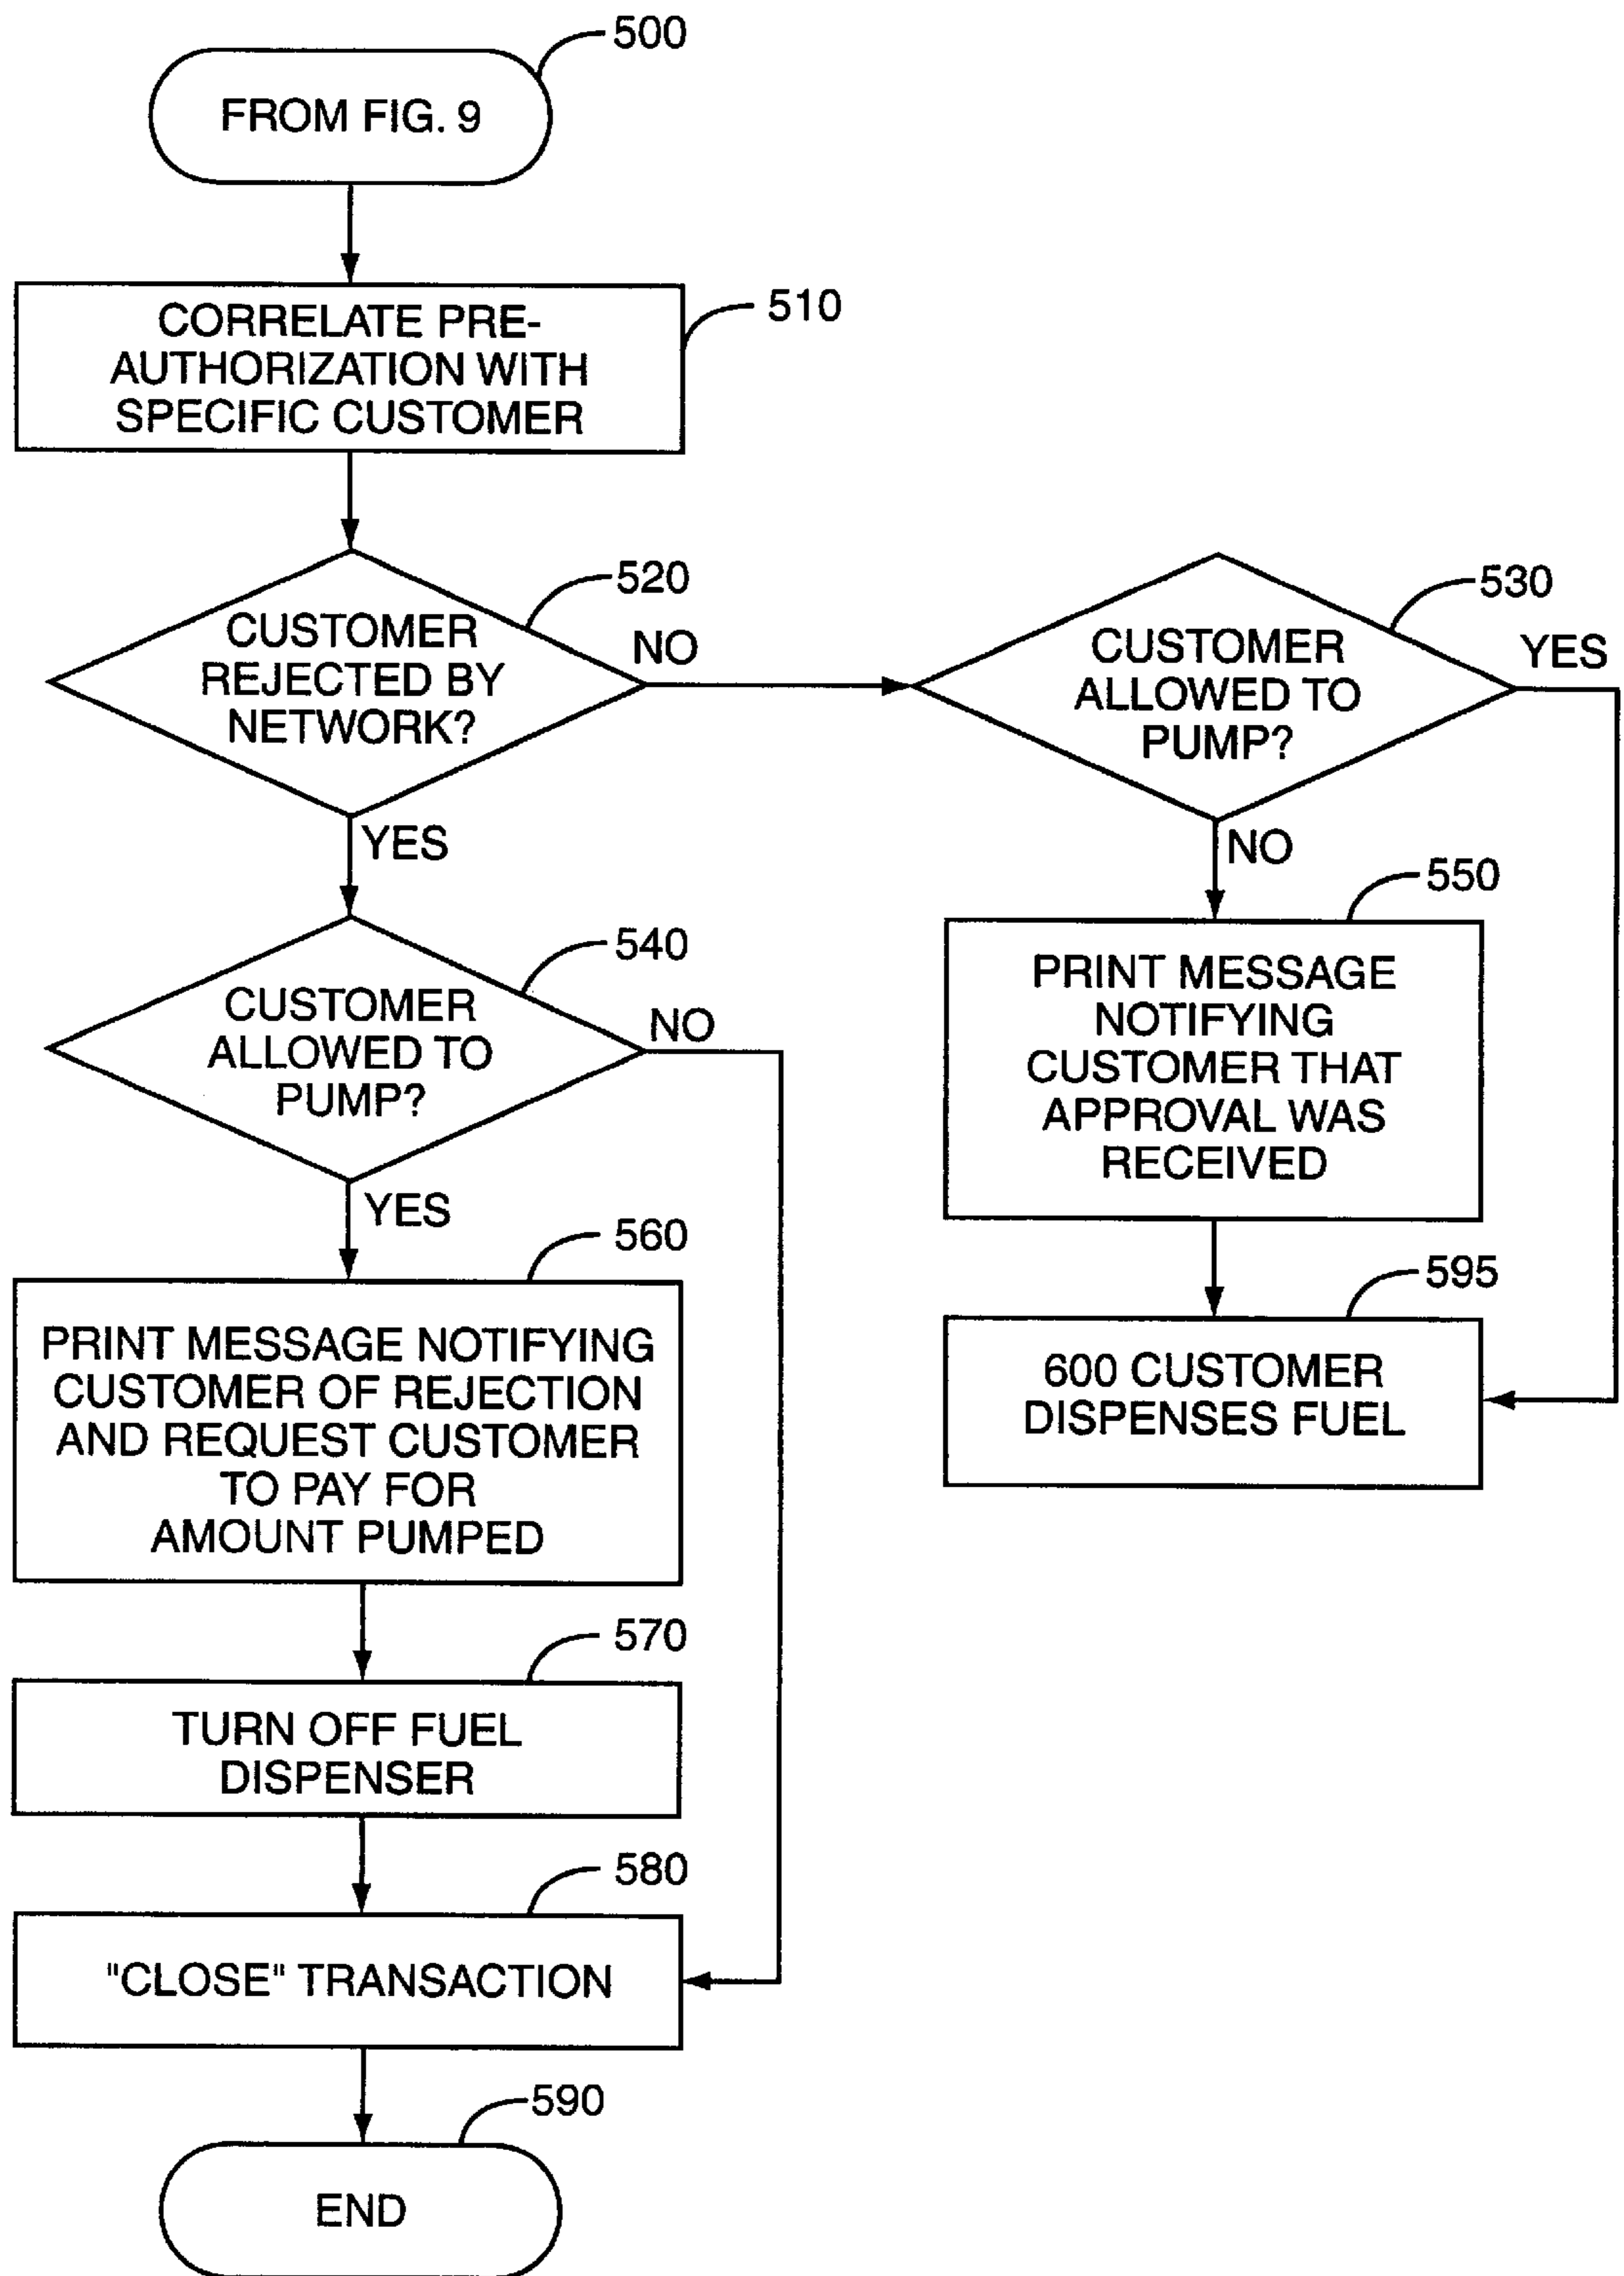 500
FROM FIG. 9
510
CORRELATE PRE-
AUTHORIZATION WITH
SPECIFIC CUSTOMER
520
CUSTOMER
REJECTED BY
NETWORK?
NO
YES
530
CUSTOMER
ALLOWED TO
PUMP?
YES
NO
540
CUSTOMER
ALLOWED TO
PUMP?
NO
YES
550
PRINT MESSAGE
NOTIFYING
CUSTOMER THAT
APPROVAL WAS
RECEIVED
560
PRINT MESSAGE NOTIFYING
CUSTOMER OF REJECTION
AND REQUEST CUSTOMER
TO PAY FOR
AMOUNT PUMPED
595
600 CUSTOMER
DISPENSES FUEL
570
TURN OFF FUEL
DISPENSER
580
"CLOSE" TRANSACTION
590
END